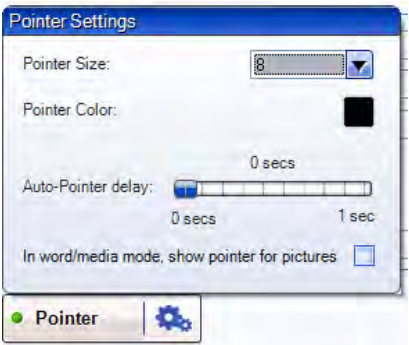 Pointer Settings
Pointer Size: 8
Pointer Color:
0 secs
Auto-Pointer delay:
0 secs 1 sec
In word/media mode, show pointer for pictures
Pointer